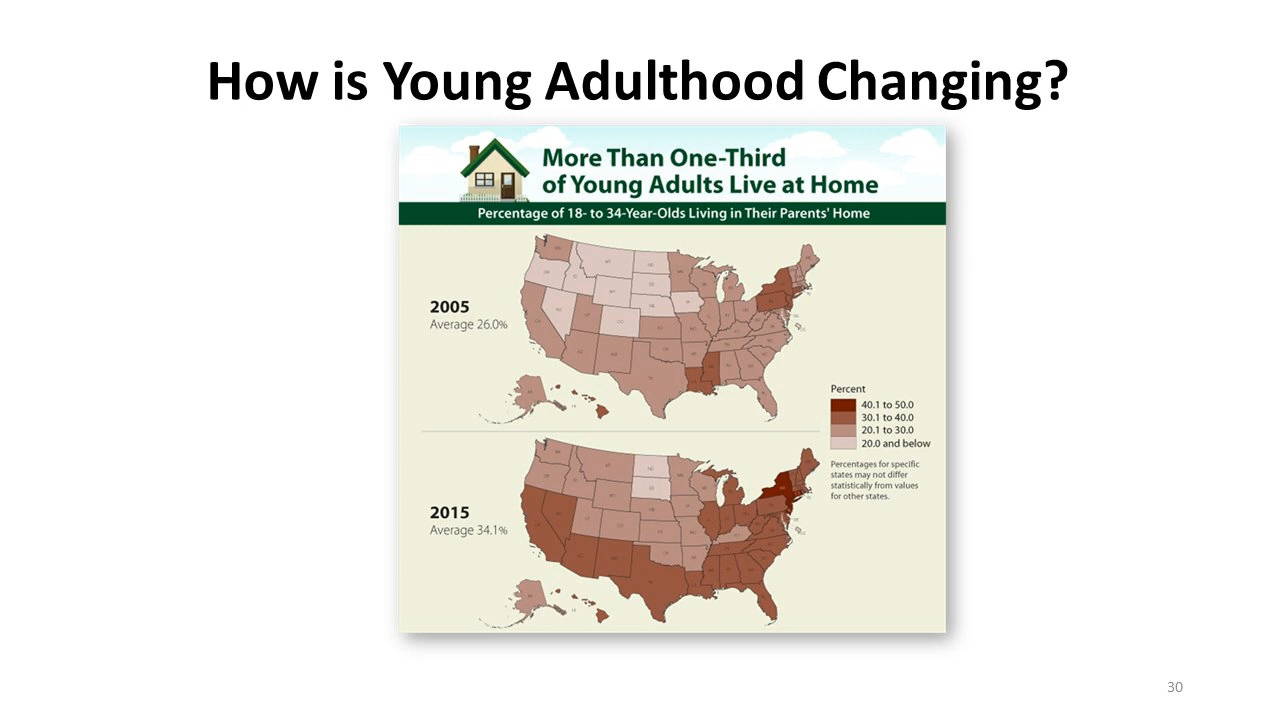 How is Young Adulthood Changing?
More Than One-Third
of Young Adults Live at Home
Percentage of 18- to 34-Year-Olds Living in Their Parents' Home
2005
Average 26.0%
Percent
40.1 to 50.0
30.1 to 40.0
20.1 to 30.0
20.0 and below
Percentages for specific
states may not differ
statistically from values
for other states.
2015
Average 34.1%
30